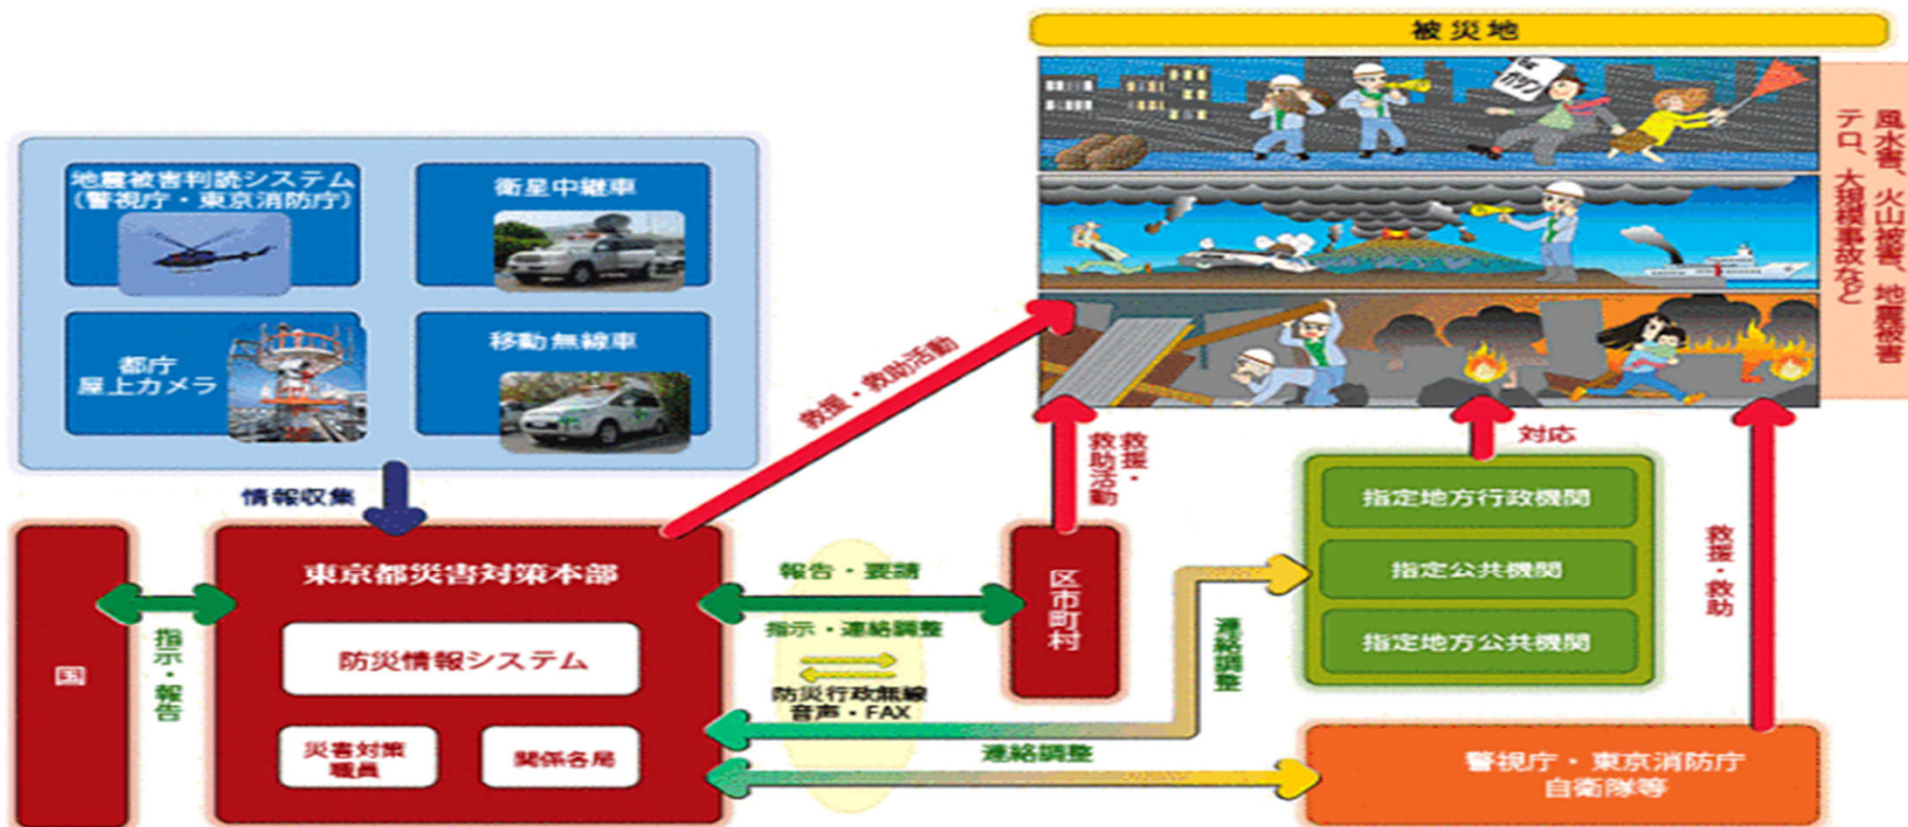 被災地
風水害、火山被害、地震被害
テロ、大規模事故など
地震被害判読システム
(警視庁・東京消防庁)
衛星中継車
都庁
屋上カメラ
移動無線車
情報収集
救援・救助活動
救援・
救助活動
対応
救援・救助
国
指示・報告
東京都災害対策本部
防災情報システム
災害対策
職員
関係各局
報告・要請
指示・連絡調整
防災行政無線
音声・FAX
区市町村
連絡調整
連絡調整
指定地方行政機関
指定公共機関
指定地方公共機関
警視庁・東京消防庁
自衛隊等